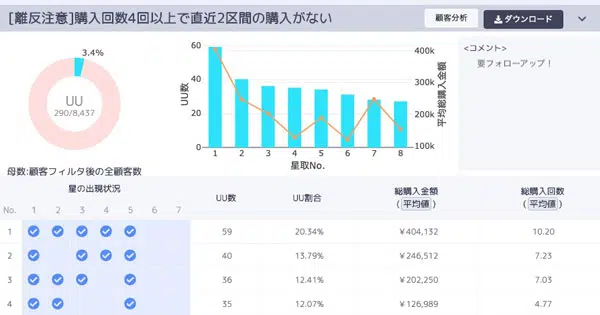 [離反注意]購入回数4回以上で直近2区間の購入がない
顧客分析
ダウンロード
3.4%
UU
290/8,437
母数:顧客フィルタ後の全顧客数
UU数
60
40
20
0
1 2 3 4 5 6 7 8
星取No.
400k
300k
200k
100k
平均総購入金額
<コメント>
要フォローアップ！
星の出現状況
No. 1 2 3 4 5 6 7
UU数
UU割合
総購入金額
(平均値)
総購入回数
(平均値)
1 59 20.34% ¥404,132 10.20
2 40 13.79% ¥246,512 7.23
3 36 12.41% ¥202,250 7.03
4 35 12.07% ¥126,989 4.77